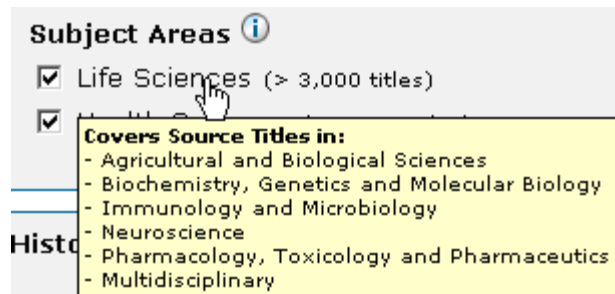 Subject Areas
Life Sciences (> 3,000 titles)
Covers Source Titles in:
- Agricultural and Biological Sciences
- Biochemistry, Genetics and Molecular Biology
- Immunology and Microbiology
- Neuroscience
- Pharmacology, Toxicology and Pharmaceutics
- Multidisciplinary